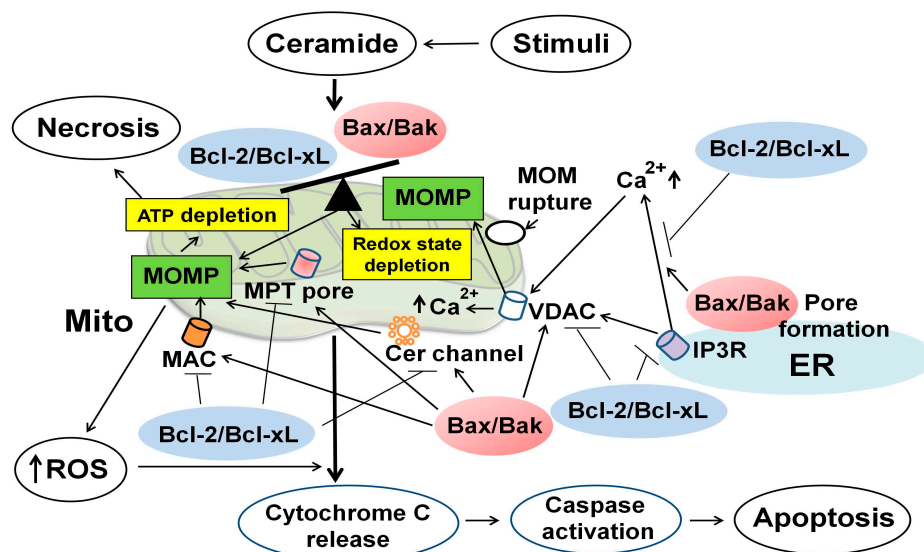 Ceramide
Stimuli
Necrosis
Bax/Bak
Bcl-2/Bcl-xL
Bcl-2/Bcl-xL
MOMP
MOM
rupture
Ca2+
ATP depletion
Redox state
depletion
MOMP
MPT pore
Ca2+
VDAC
Bax/Bak
Pore
formation
Mito
MAC
Cer channel
IP3R
ER
Bcl-2/Bcl-xL
Bax/Bak
Bcl-2/Bcl-xL
↑ROS
Cytochrome C
release
Caspase
activation
Apoptosis